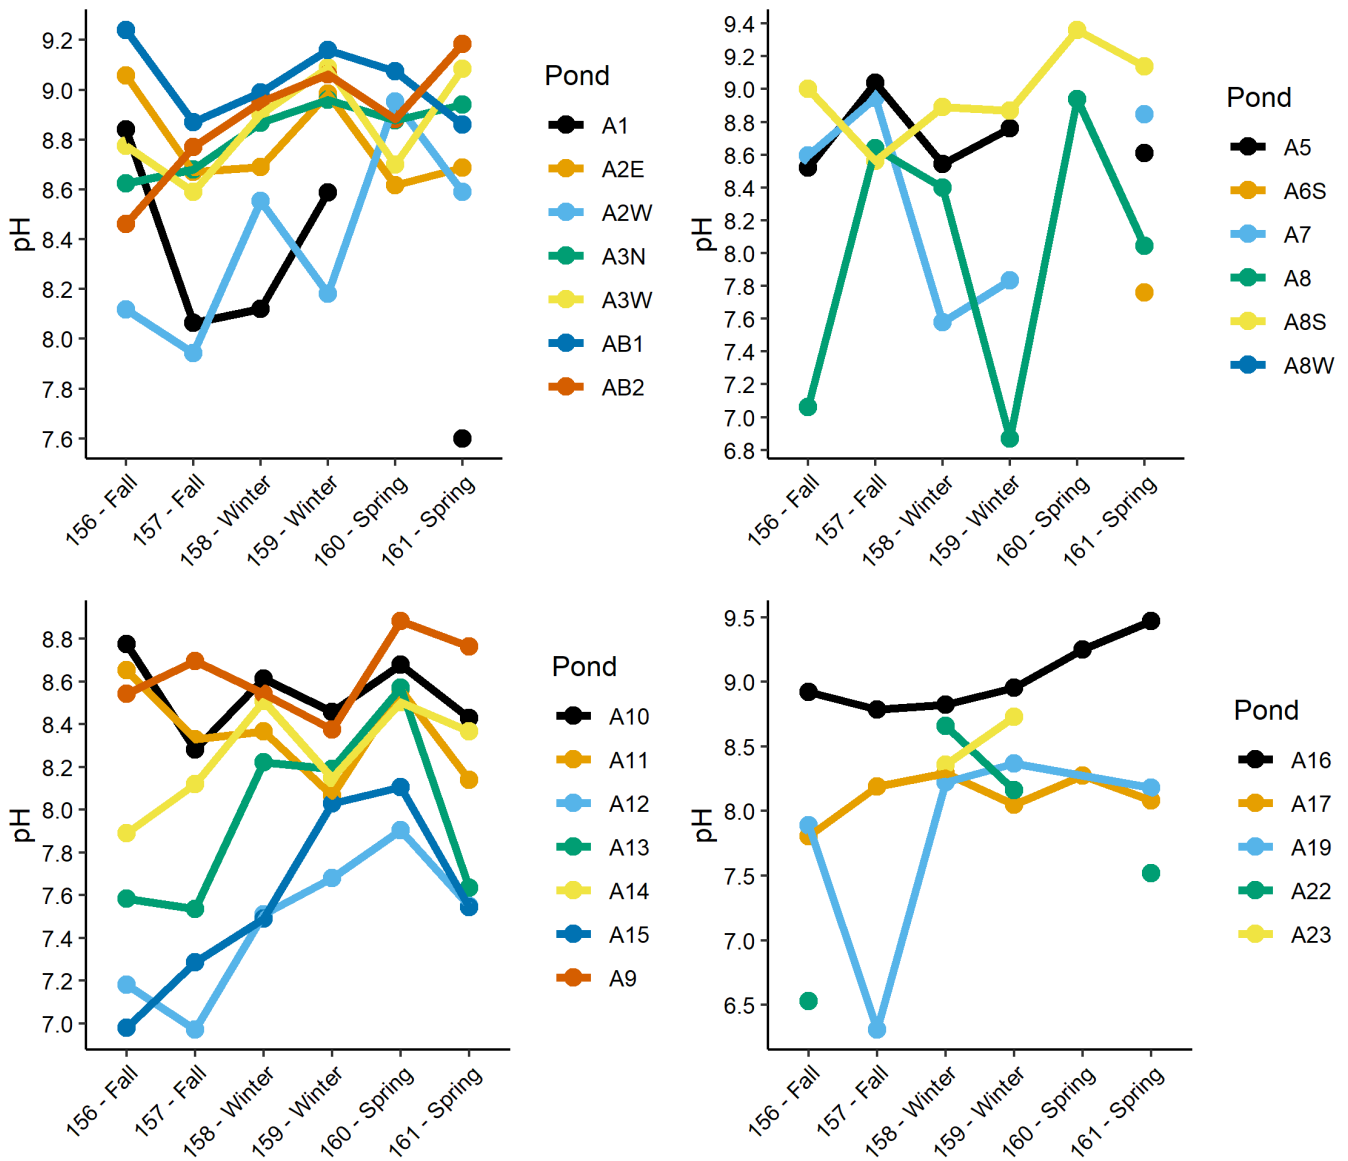 pH
9.2
9.0
8.8
8.6
8.4
8.2
8.0
7.8
7.6
156 - Fall
157 - Fall
158 - Winter
159 - Winter
160 - Spring
161 - Spring
Pond
A1
A2E
A2W
A3N
A3W
AB1
AB2
pH
9.4
9.2
9.0
8.8
8.6
8.4
8.2
8.0
7.8
7.6
7.4
7.2
7.0
6.8
156 - Fall
157 - Fall
158 - Winter
159 - Winter
160 - Spring
161 - Spring
Pond
A5
A6S
A7
A8
A8S
A8W
pH
8.8
8.6
8.4
8.2
8.0
7.8
7.6
7.4
7.2
7.0
156 - Fall
157 - Fall
158 - Winter
159 - Winter
160 - Spring
161 - Spring
Pond
A10
A11
A12
A13
A14
A15
A9
pH
9.5
9.0
8.5
8.0
7.5
7.0
6.5
156 - Fall
157 - Fall
158 - Winter
159 - Winter
160 - Spring
161 - Spring
Pond
A16
A17
A19
A22
A23